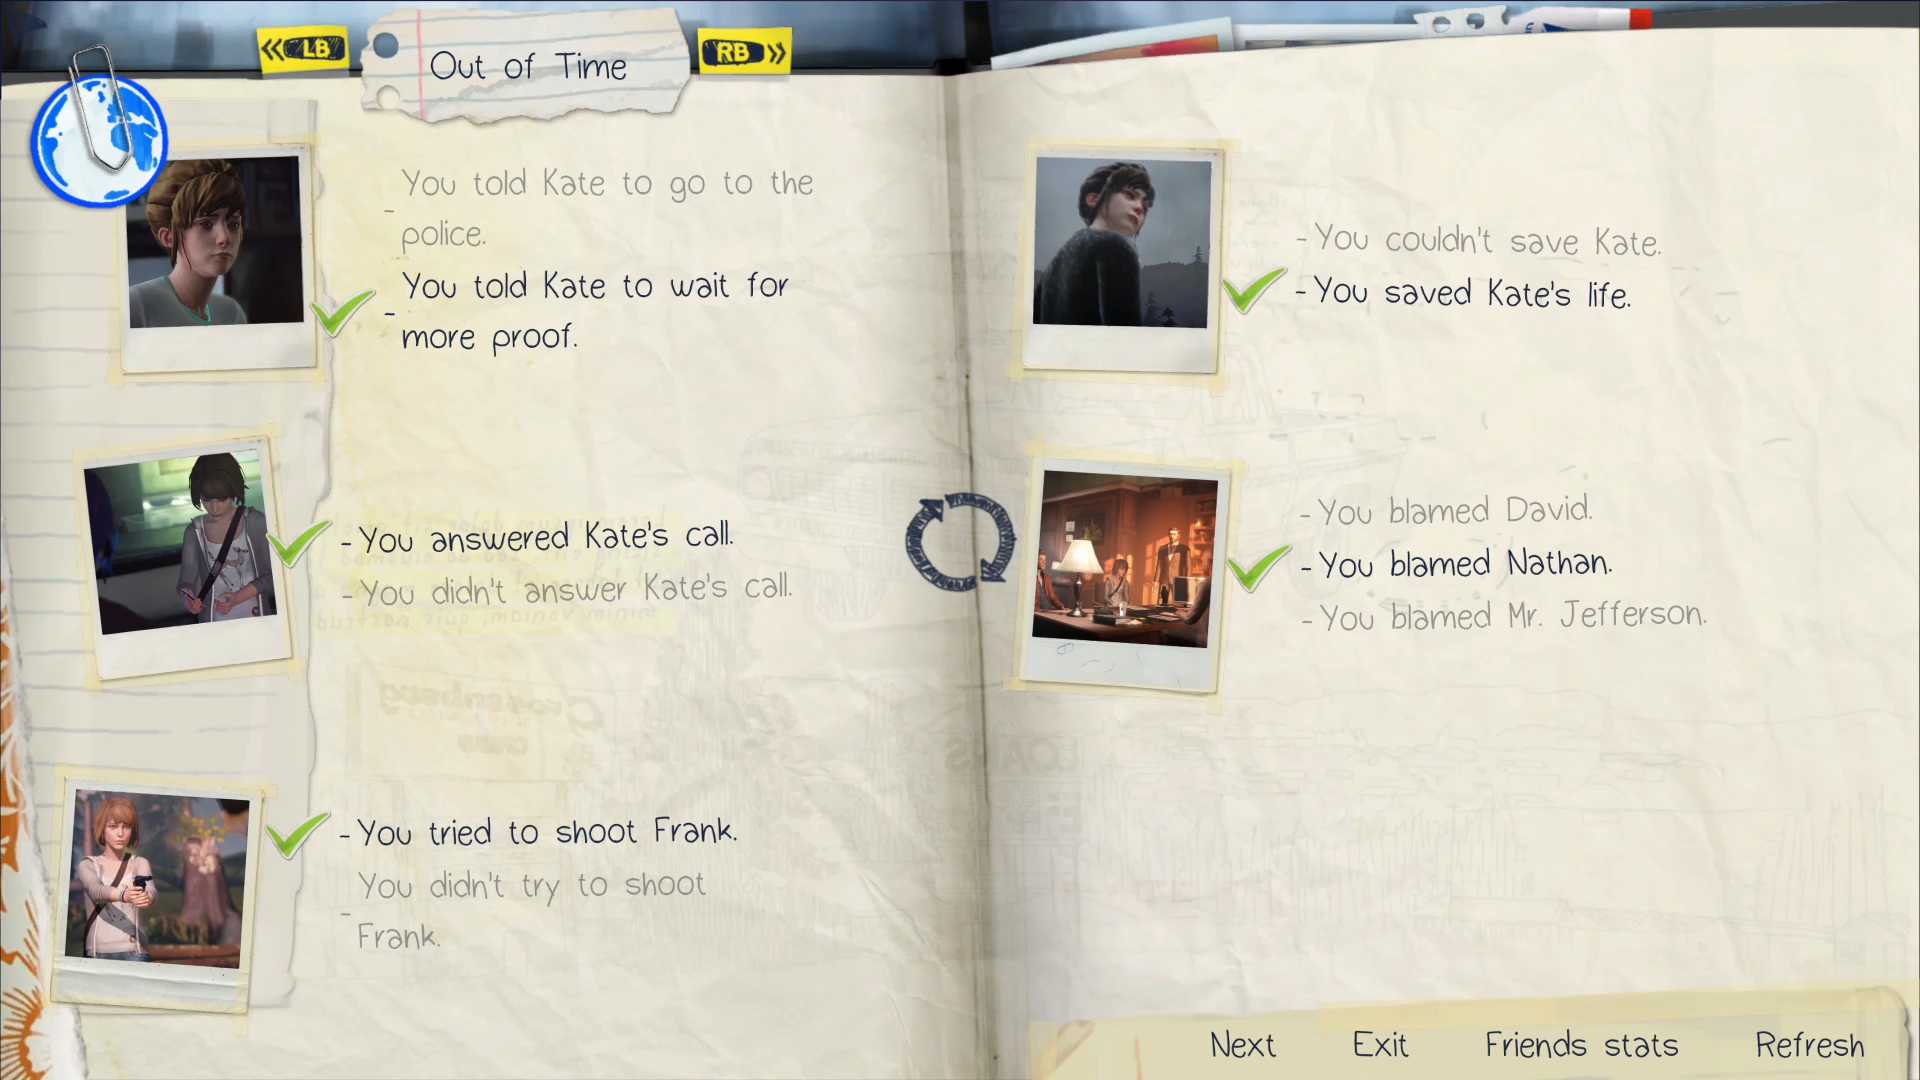 LB
Out of Time
RB
You told Kate to go to the
-
police.
You told Kate to wait for
-
more proof.
- You answered Kate's call.
- You didn't answer Kate's call.
- You tried to shoot Frank.
You didn't try to shoot
-
Frank.
- You couldn't save Kate.
- You saved Kate's life.
- You blamed David.
- You blamed Nathan.
- You blamed Mr. Jefferson.
Next Exit Friends stats Refresh